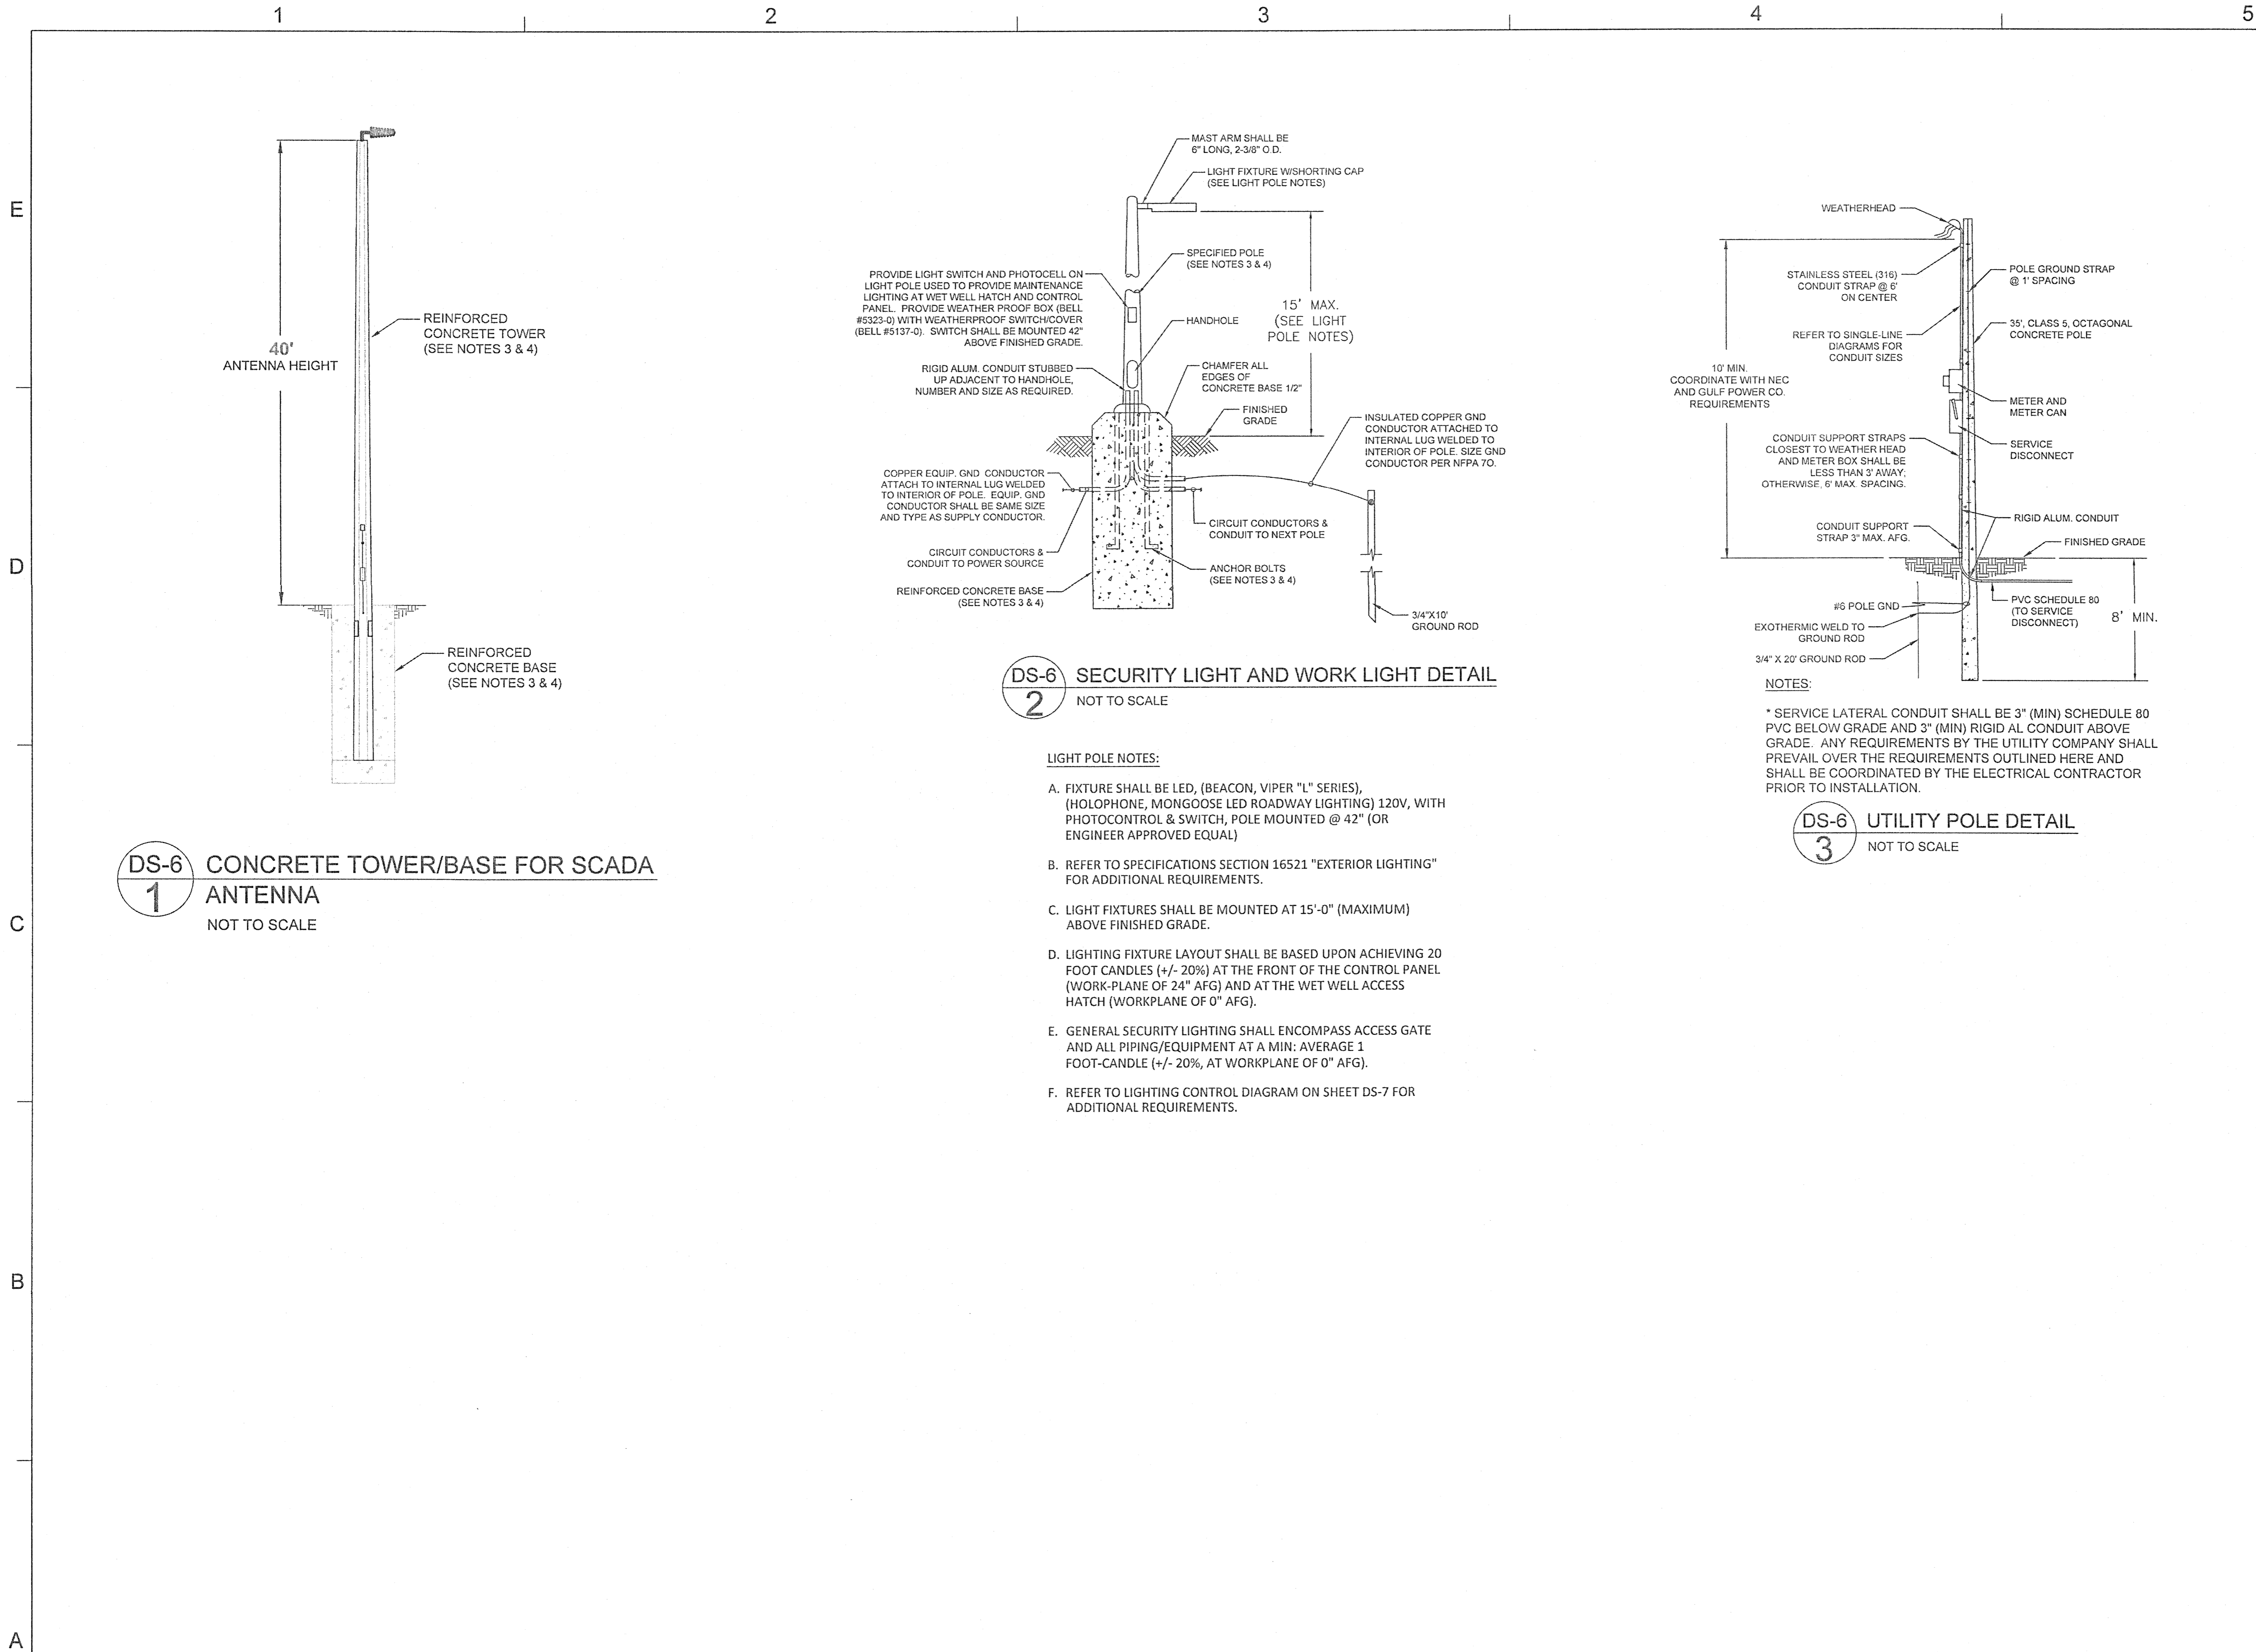 1
2
3
4
5
E
D
C
B
A
40'
ANTENNA HEIGHT
REINFORCED
CONCRETE TOWER
(SEE NOTES 3 & 4)
REINFORCED
CONCRETE BASE
(SEE NOTES 3 & 4)
DS-6
1
CONCRETE TOWER/BASE FOR SCADA
ANTENNA
NOT TO SCALE
MAST ARM SHALL BE
6" LONG, 2-3/8" O.D.
LIGHT FIXTURE W/SHORTING CAP
(SEE LIGHT POLE NOTES)
SPECIFIED POLE
(SEE NOTES 3 & 4)
PROVIDE LIGHT SWITCH AND PHOTOCELL ON
LIGHT POLE USED TO PROVIDE MAINTENANCE
LIGHTING AT WET WELL HATCH AND CONTROL
PANEL. PROVIDE WEATHER PROOF BOX (BELL
#5323-0) WITH WEATHERPROOF SWITCH/COVER
(BELL #5137-0). SWITCH SHALL BE MOUNTED 42"
ABOVE FINISHED GRADE.
15' MAX.
(SEE LIGHT
POLE NOTES)
HANDHOLE
RIGID ALUM. CONDUIT STUBBED
UP ADJACENT TO HANDHOLE,
NUMBER AND SIZE AS REQUIRED.
CHAMFER ALL
EDGES OF
CONCRETE BASE 1/2"
FINISHED
GRADE
INSULATED COPPER GND
CONDUCTOR ATTACHED TO
INTERNAL LUG WELDED TO
INTERIOR OF POLE. SIZE GND
CONDUCTOR PER NFPA 70.
COPPER EQUIP. GND CONDUCTOR
ATTACH TO INTERNAL LUG WELDED
TO INTERIOR OF POLE. EQUIP. GND
CONDUCTOR SHALL BE SAME SIZE
AND TYPE AS SUPPLY CONDUCTOR.
CIRCUIT CONDUCTORS &
CONDUIT TO NEXT POLE
CIRCUIT CONDUCTORS &
CONDUIT TO POWER SOURCE
ANCHOR BOLTS
(SEE NOTES 3 & 4)
REINFORCED CONCRETE BASE
(SEE NOTES 3 & 4)
3/4"X10'
GROUND ROD
DS-6
2
SECURITY LIGHT AND WORK LIGHT DETAIL
NOT TO SCALE
LIGHT POLE NOTES:
A. FIXTURE SHALL BE LED, (BEACON, VIPER "L" SERIES),
(HOLOPHONE, MONGOOSE LED ROADWAY LIGHTING) 120V, WITH
PHOTOCONTROL & SWITCH, POLE MOUNTED @ 42" (OR
ENGINEER APPROVED EQUAL)
B. REFER TO SPECIFICATIONS SECTION 16521 "EXTERIOR LIGHTING"
FOR ADDITIONAL REQUIREMENTS.
C. LIGHT FIXTURES SHALL BE MOUNTED AT 15'-0" (MAXIMUM)
ABOVE FINISHED GRADE.
D. LIGHTING FIXTURE LAYOUT SHALL BE BASED UPON ACHIEVING 20
FOOT CANDLES (+/- 20%) AT THE FRONT OF THE CONTROL PANEL
(WORK-PLANE OF 24" AFG) AND AT THE WET WELL ACCESS
HATCH (WORKPLANE OF 0" AFG).
E. GENERAL SECURITY LIGHTING SHALL ENCOMPASS ACCESS GATE
AND ALL PIPING/EQUIPMENT AT A MIN: AVERAGE 1
FOOT-CANDLE (+/- 20%, AT WORKPLANE OF 0" AFG).
F. REFER TO LIGHTING CONTROL DIAGRAM ON SHEET DS-7 FOR
ADDITIONAL REQUIREMENTS.
WEATHERHEAD
STAINLESS STEEL (316)
CONDUIT STRAP @ 6'
ON CENTER
POLE GROUND STRAP
@ 1' SPACING
REFER TO SINGLE-LINE
DIAGRAMS FOR
CONDUIT SIZES
35', CLASS 5, OCTAGONAL
CONCRETE POLE
10' MIN.
COORDINATE WITH NEC
AND GULF POWER CO.
REQUIREMENTS
METER AND
METER CAN
SERVICE
DISCONNECT
CONDUIT SUPPORT STRAPS
CLOSEST TO WEATHER HEAD
AND METER BOX SHALL BE
LESS THAN 3' AWAY;
OTHERWISE, 6' MAX. SPACING.
RIGID ALUM. CONDUIT
CONDUIT SUPPORT
STRAP 3" MAX. AFG.
FINISHED GRADE
#6 POLE GND
PVC SCHEDULE 80
(TO SERVICE
DISCONNECT)
8' MIN.
EXOTHERMIC WELD TO
GROUND ROD
3/4" X 20' GROUND ROD
NOTES:
* SERVICE LATERAL CONDUIT SHALL BE 3" (MIN) SCHEDULE 80
PVC BELOW GRADE AND 3" (MIN) RIGID AL CONDUIT ABOVE
GRADE. ANY REQUIREMENTS BY THE UTILITY COMPANY SHALL
PREVAIL OVER THE REQUIREMENTS OUTLINED HERE AND
SHALL BE COORDINATED BY THE ELECTRICAL CONTRACTOR
PRIOR TO INSTALLATION.
DS-6
3
UTILITY POLE DETAIL
NOT TO SCALE